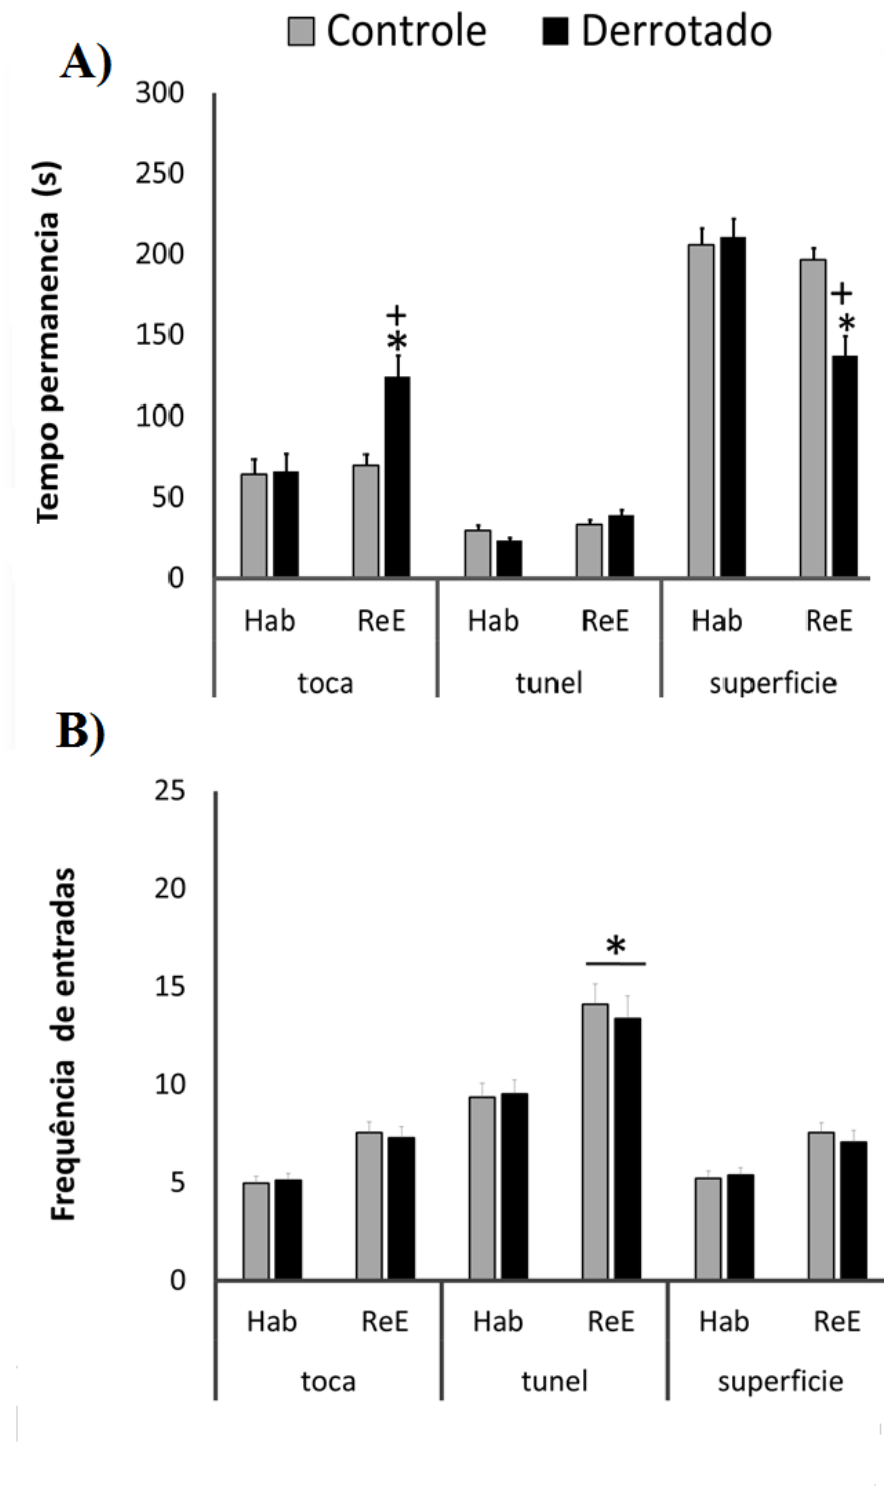 Controle Derrotado
A)
Tempo permanencia (s)
300
250
200
150
100
50
0
+
*
+
*
Hab ReE Hab ReE Hab ReE
toca tunel superficie
B)
Frequência de entradas
25
20
15
10
5
0
*
Hab ReE Hab ReE Hab ReE
toca tunel superficie